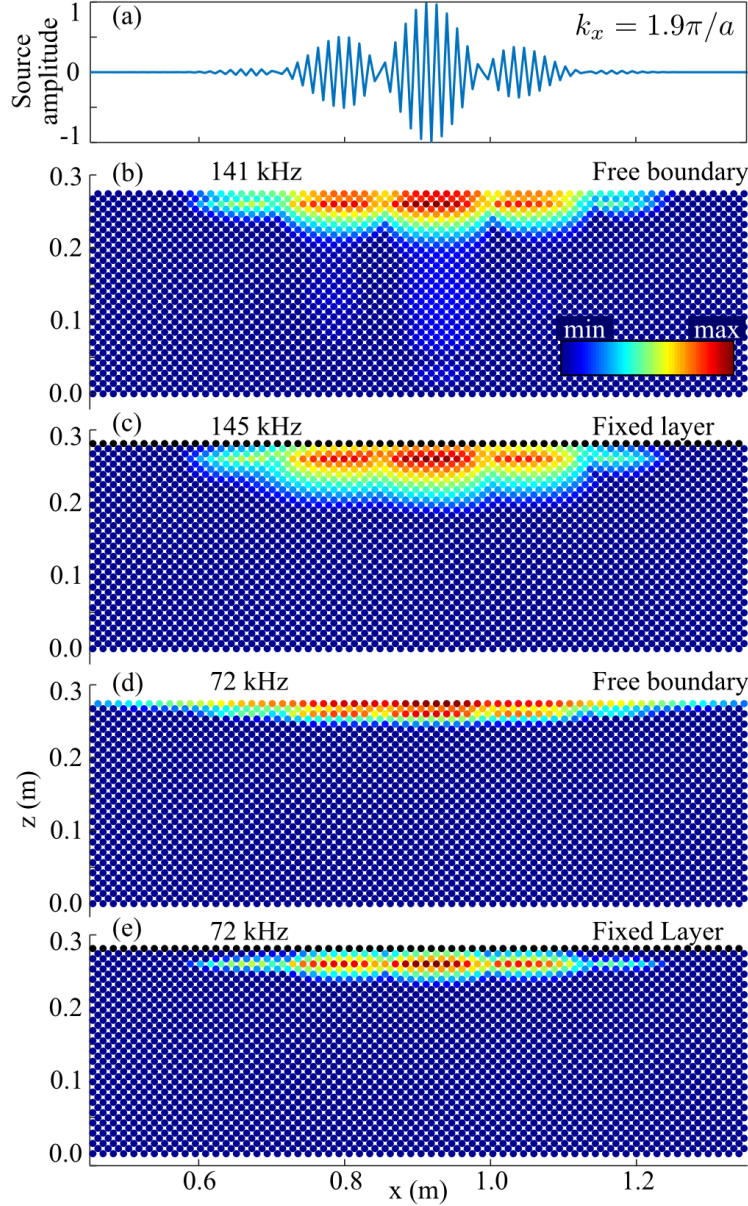 (a)
k_x = 1.9π/a
Source
amplitude
1
0
-1
(b) 141 kHz Free boundary
0.3
0.2
0.1
0.0
min max
(c) 145 kHz Fixed layer
0.3
0.2
0.1
0.0
(d) 72 kHz Free boundary
0.3
0.2
0.1
0.0
z (m)
(e) 72 kHz Fixed Layer
0.3
0.2
0.1
0.0
0.6 0.8 1.0 1.2
x (m)